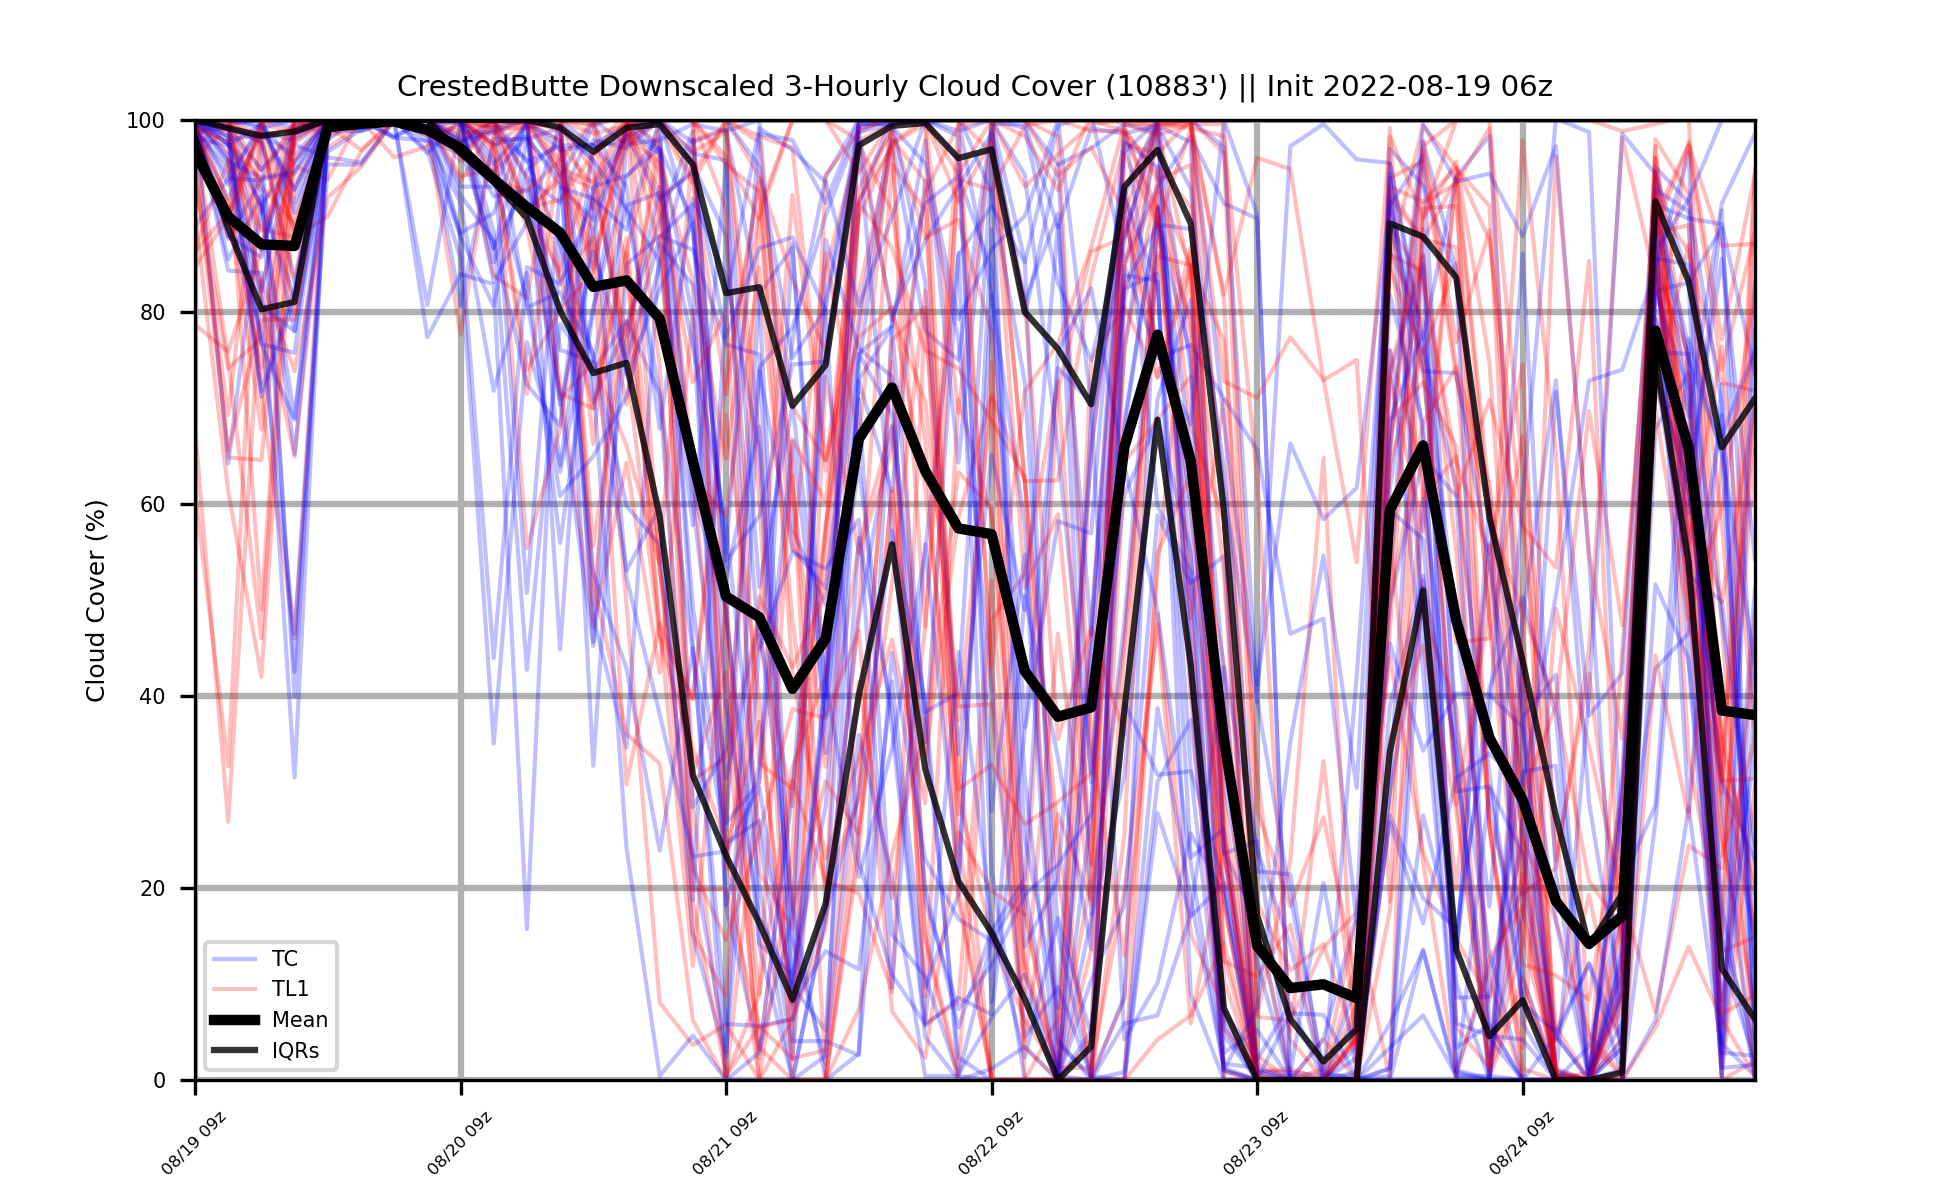 CrestedButte Downscaled 3-Hourly Cloud Cover (10883') || Init 2022-08-19 06z
100
80
60
40
20
0
Cloud Cover (%)
TC
TL1
Mean
IQRs
08/19 09z
08/20 09z
08/21 09z
08/22 09z
08/23 09z
08/24 09z